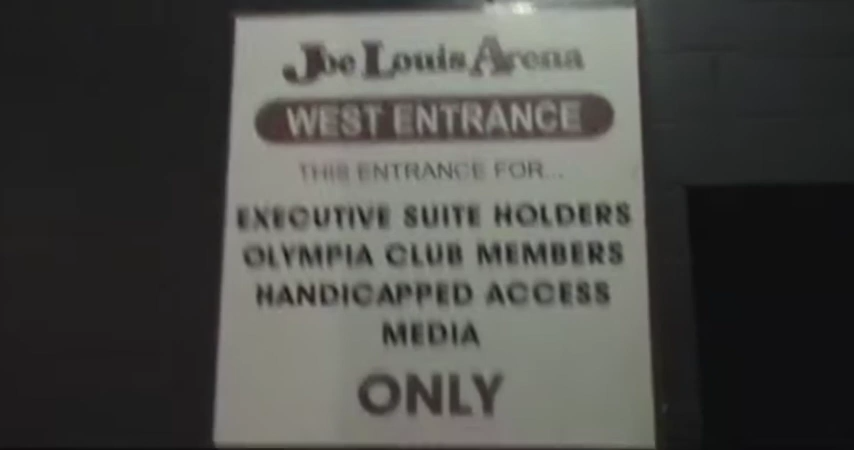 Joe Louis Arena
WEST ENTRANCE
THIS ENTRANCE FOR...
EXECUTIVE SUITE HOLDERS
OLYMPIA CLUB MEMBERS
HANDICAPPED ACCESS
MEDIA
ONLY